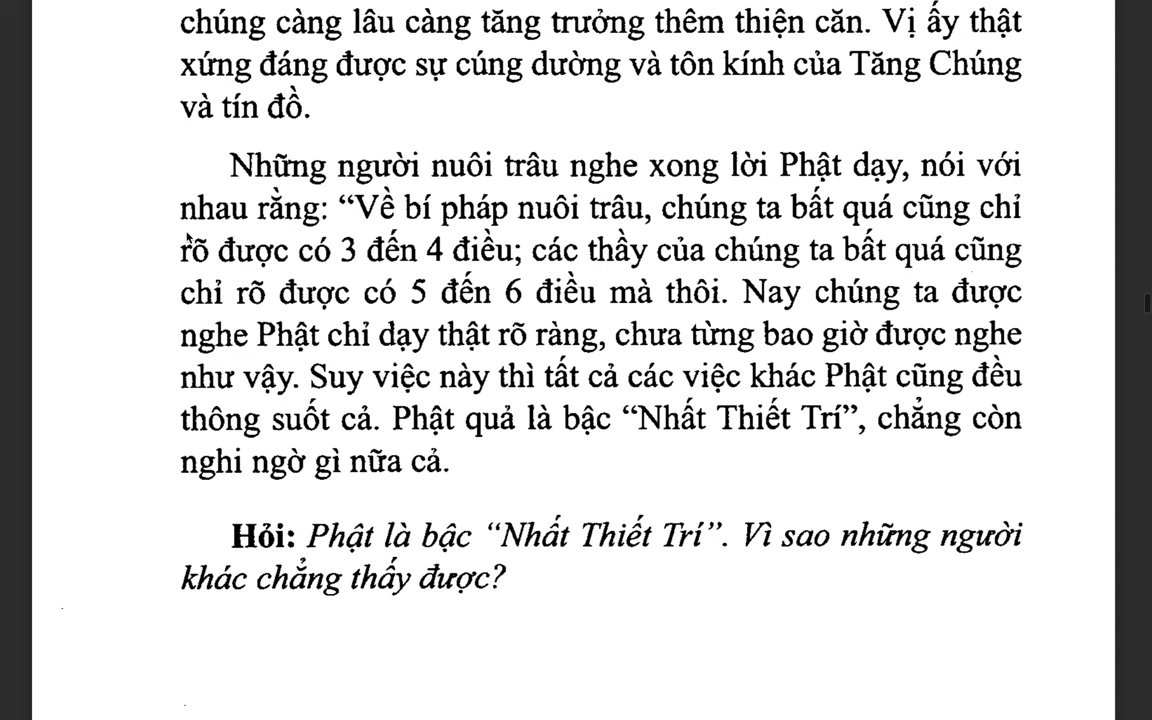 chúng càng lâu càng tăng trưởng thêm thiện căn. Vị ấy thật
xứng đáng được sự cúng dường và tôn kính của Tăng Chúng
và tín đồ.
Những người nuôi trâu nghe xong lời Phật dạy, nói với
nhau rằng: “Về bí pháp nuôi trâu, chúng ta bất quá cũng chỉ
rõ được có 3 đến 4 điều; các thầy của chúng ta bất quá cũng
chỉ rõ được có 5 đến 6 điều mà thôi. Nay chúng ta được
nghe Phật chỉ dạy thật rõ ràng, chưa từng bao giờ được nghe
như vậy. Suy việc này thì tất cả các việc khác Phật cũng đều
thông suốt cả. Phật quả là bậc “Nhất Thiết Trí”, chẳng còn
nghi ngờ gì nữa cả.
Hỏi: Phật là bậc “Nhất Thiết Trí”. Vì sao những người
khác chẳng thấy được?